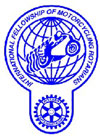 INTERNATIONAL FELLOWSHIP OF MOTORCYCLING ROTARIANS